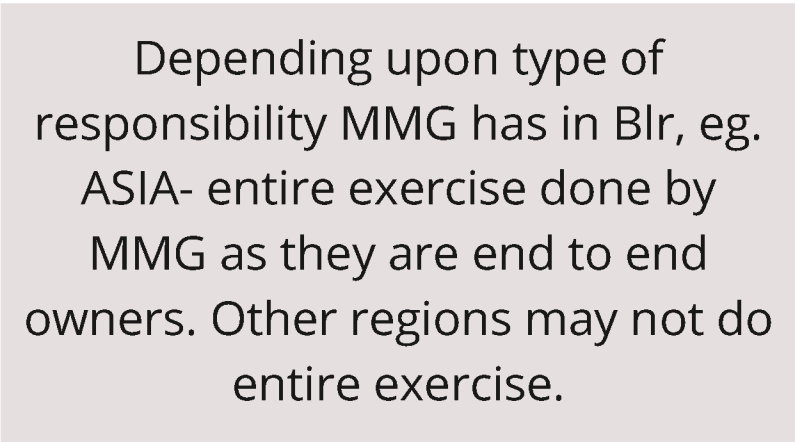 Depending upon type of
responsibility MMG has in Blr, eg.
ASIA- entire exercise done by
MMG as they are end to end
owners. Other regions may not do
entire exercise.